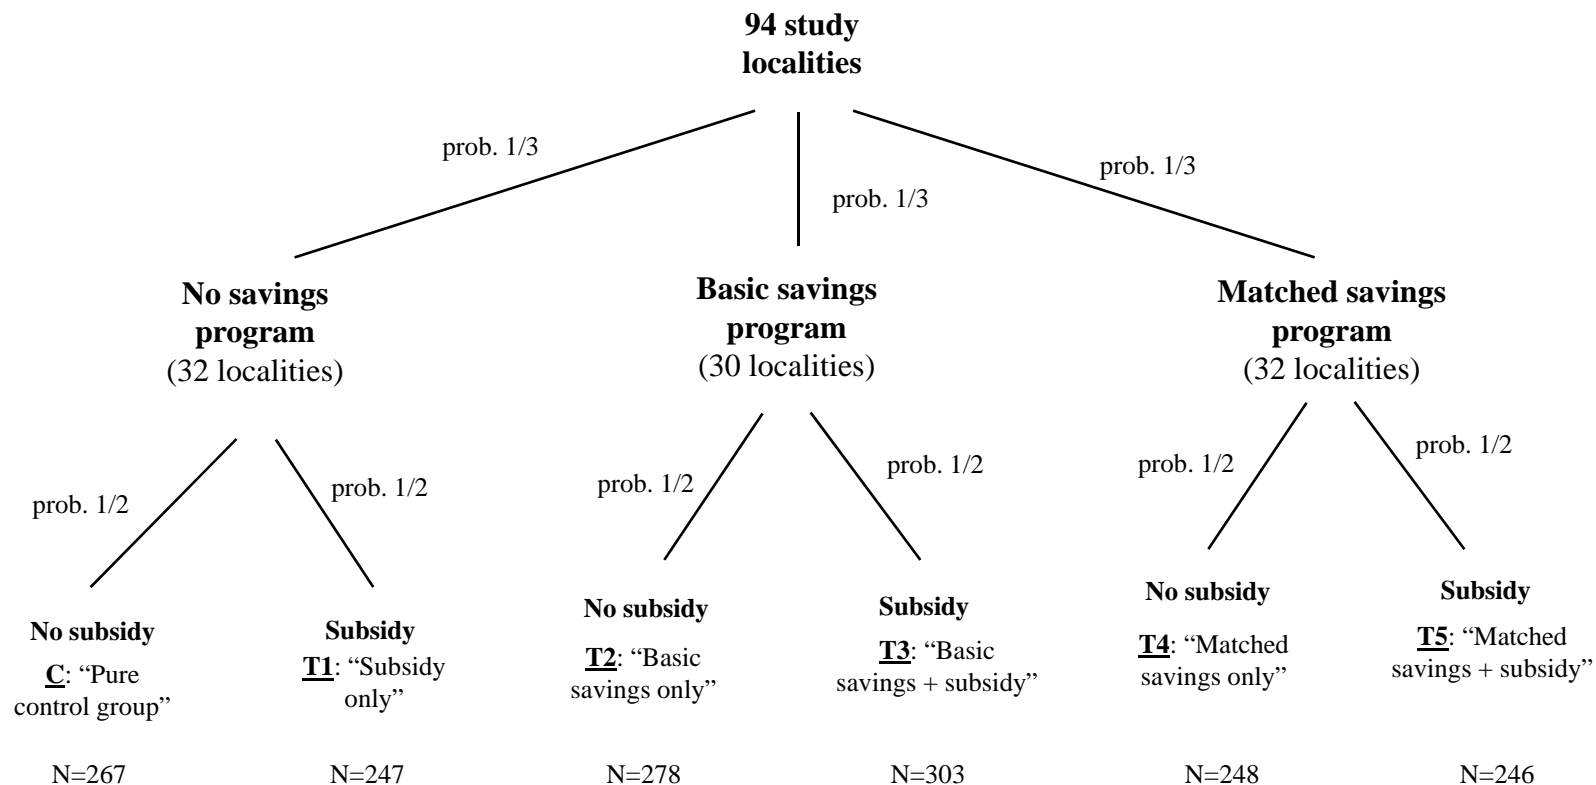 94 study
localities
prob. 1/3
prob. 1/3
prob. 1/3
No savings
program
(32 localities)
Basic savings
program
(30 localities)
Matched savings
program
(32 localities)
prob. 1/2
prob. 1/2
prob. 1/2
prob. 1/2
prob. 1/2
prob. 1/2
No subsidy
C: “Pure
control group”
Subsidy
T1: “Subsidy
only”
No subsidy
T2: “Basic
savings only”
Subsidy
T3: “Basic
savings + subsidy”
No subsidy
T4: “Matched
savings only”
Subsidy
T5: “Matched
savings + subsidy”
N=267
N=247
N=278
N=303
N=248
N=246